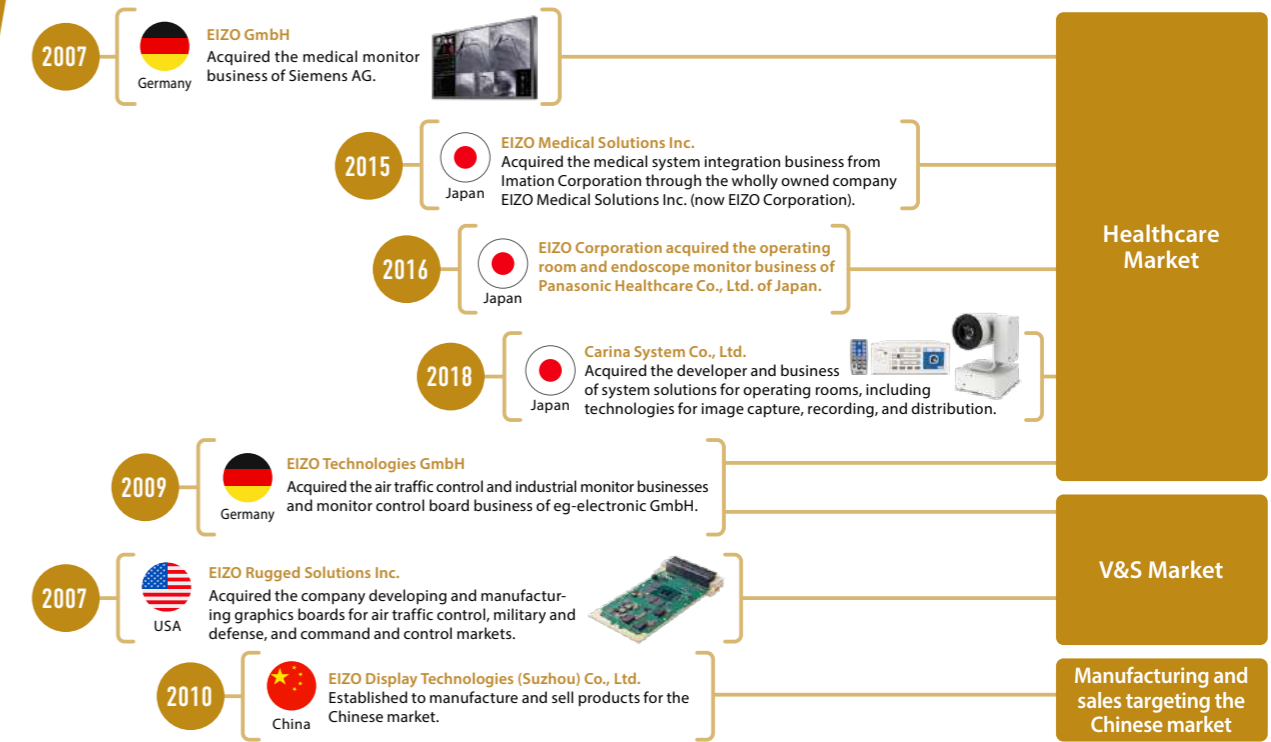 2007
Germany
EIZO GmbH
Acquired the medical monitor
business of Siemens AG.
2015
Japan
EIZO Medical Solutions Inc.
Acquired the medical system integration business from
Imation Corporation through the wholly owned company
EIZO Medical Solutions Inc. (now EIZO Corporation).
2016
Japan
EIZO Corporation acquired the operating
room and endoscope monitor business of
Panasonic Healthcare Co., Ltd. of Japan.
2018
Japan
Carina System Co., Ltd.
Acquired the developer and business
of system solutions for operating rooms, including
technologies for image capture, recording, and distribution.
Healthcare
Market
2009
Germany
EIZO Technologies GmbH
Acquired the air traffic control and industrial monitor businesses
and monitor control board business of eg-electronic GmbH.
2007
USA
EIZO Rugged Solutions Inc.
Acquired the company developing and manufactur-
ing graphics boards for air traffic control, military and
defense, and command and control markets.
V&S Market
2010
China
EIZO Display Technologies (Suzhou) Co., Ltd.
Established to manufacture and sell products for the
Chinese market.
Manufacturing and
sales targeting the
Chinese market